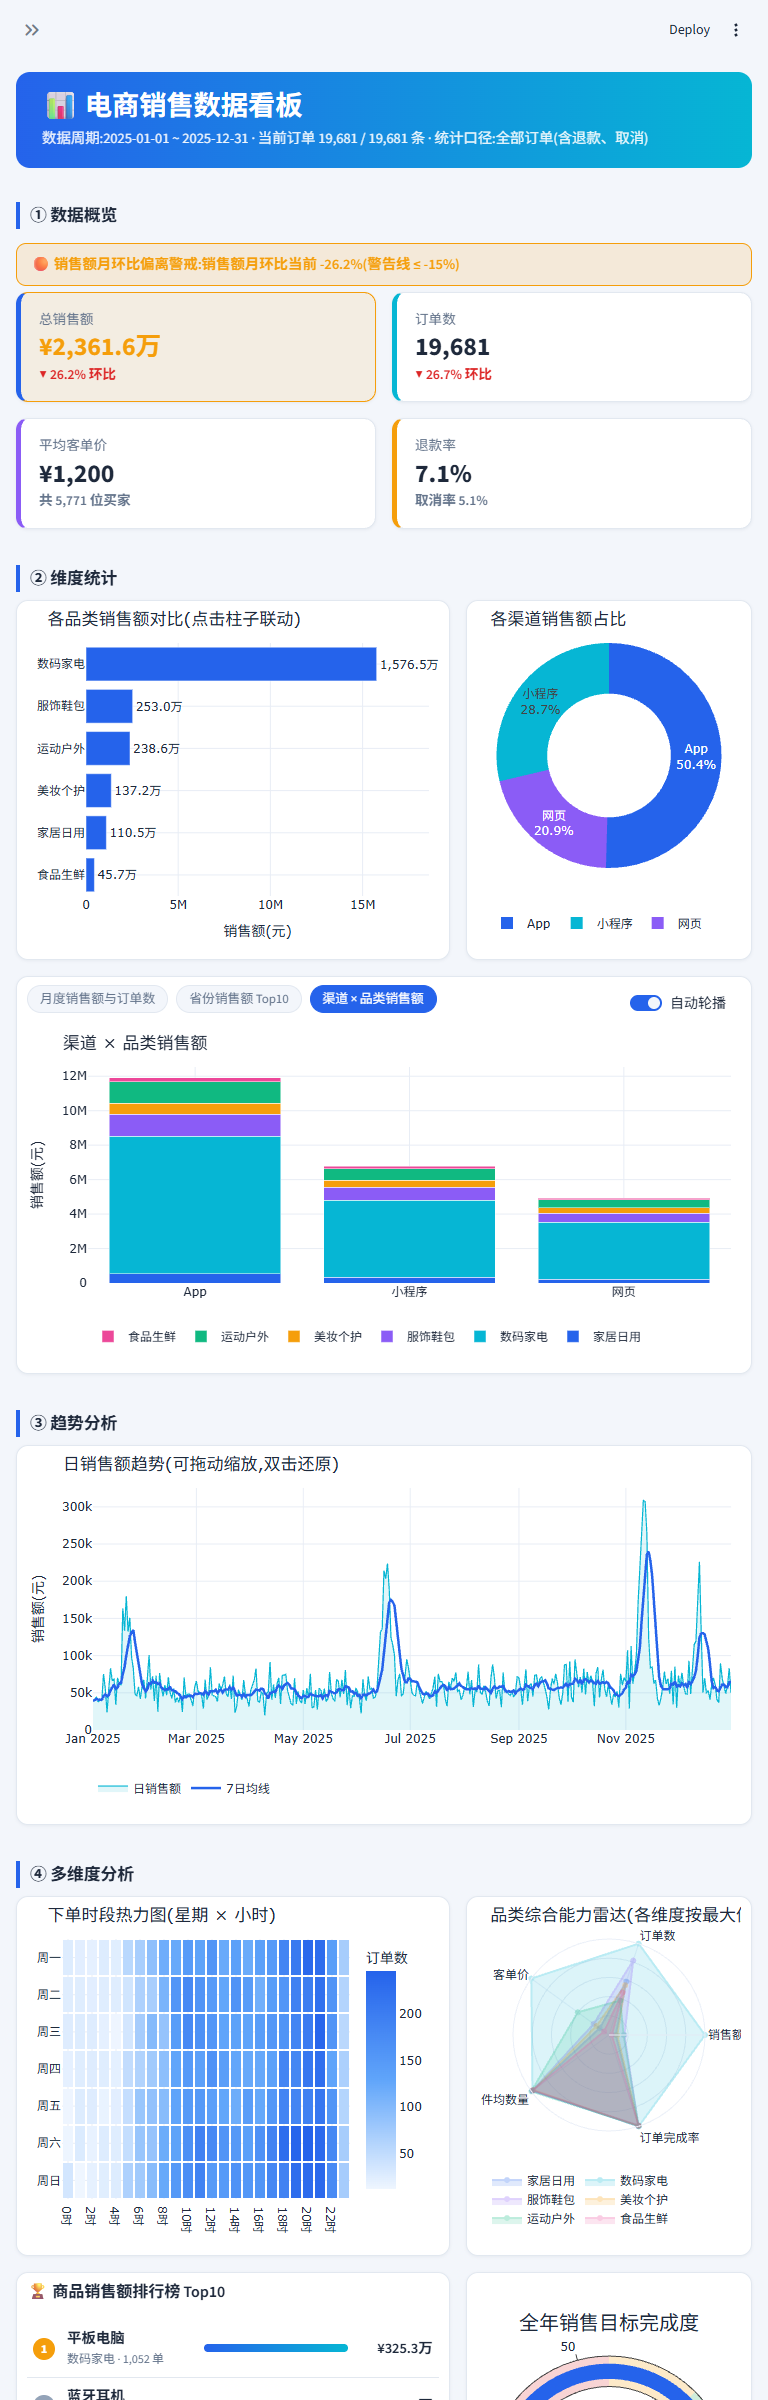 Deploy
电商销售数据看板
数据周期:2025-01-01 ~ 2025-12-31 · 当前订单 19,681 / 19,681 条 · 统计口径:全部订单(含退款、取消)
① 数据概览
销售额月环比偏离警戒:销售额月环比当前 -26.2%(警告线 ≤ -15%)
总销售额
¥2,361.6万
▼ 26.2% 环比
订单数
19,681
▼ 26.7% 环比
平均客单价
¥1,200
共 5,771 位买家
退款率
7.1%
取消率 5.1%
② 维度统计
各品类销售额对比(点击柱子联动)
数码家电
1,576.5万
服饰鞋包
253.0万
运动户外
238.6万
美妆个护
137.2万
家居日用
110.5万
食品生鲜
45.7万
0
5M
10M
15M
销售额(元)
各渠道销售额占比
小程序
28.7%
App
50.4%
网页
20.9%
App
小程序
网页
月度销售额与订单数
省份销售额 Top10
渠道 × 品类销售额
自动轮播
渠道 × 品类销售额
12M
10M
8M
6M
4M
2M
0
销售额(元)
App
小程序
网页
食品生鲜
运动户外
美妆个护
服饰鞋包
数码家电
家居日用
③ 趋势分析
日销售额趋势(可拖动缩放,双击还原)
300k
250k
200k
150k
100k
50k
0
销售额(元)
Jan 2025
Mar 2025
May 2025
Jul 2025
Sep 2025
Nov 2025
日销售额
7日均线
④ 多维度分析
下单时段热力图(星期 × 小时)
周一
周二
周三
周四
周五
周六
周日
0时
2时
4时
6时
8时
10时
12时
14时
16时
18时
20时
22时
订单数
200
150
100
50
品类综合能力雷达(各维度按最大
订单数
客单价
销售额
件均数量
订单完成率
家居日用
数码家电
服饰鞋包
美妆个护
运动户外
食品生鲜
商品销售额排行榜 Top10
1
平板电脑
数码家电 · 1,052 单
¥325.3万
蓝牙耳机
全年销售目标完成度
50